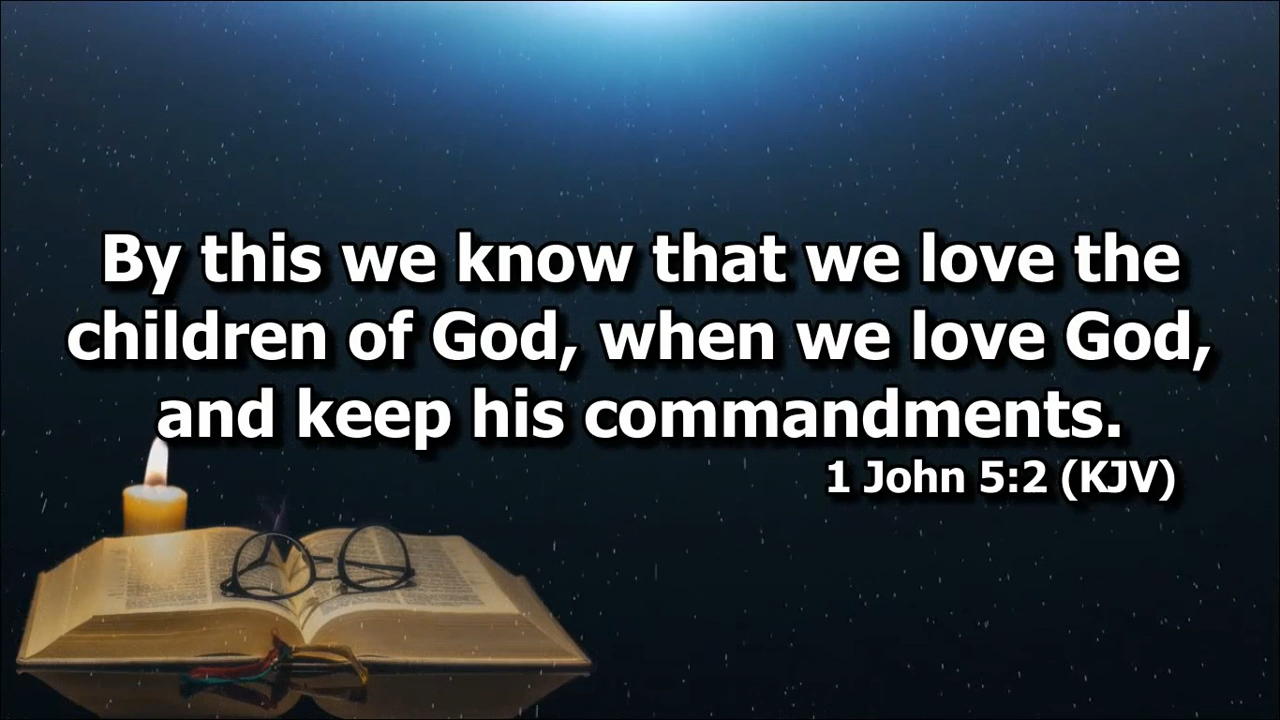 By this we know that we love the
children of God, when we love God,
and keep his commandments.
1 John 5:2 (KJV)